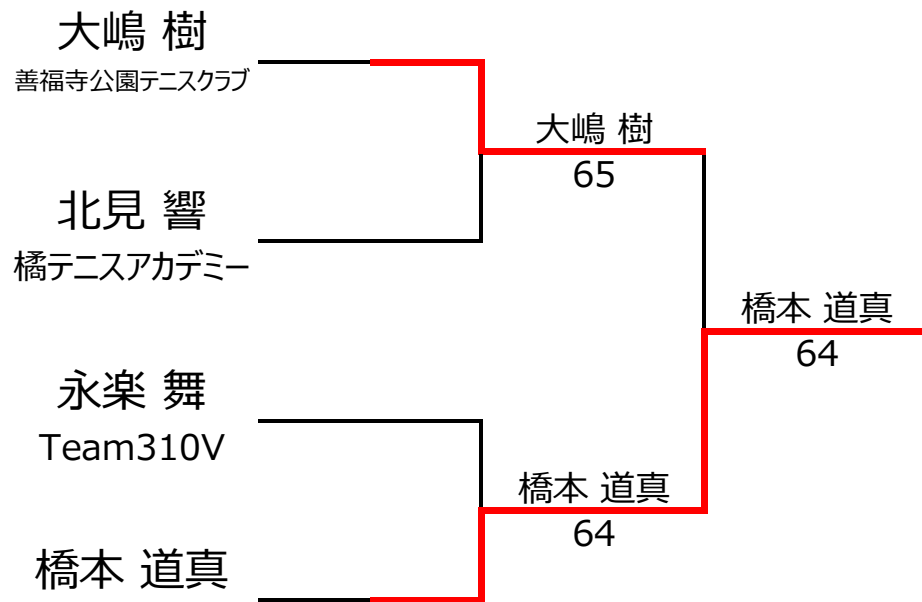 大嶋 樹
善福寺公園テニスクラブ
大嶋 樹
65
北見 響
橘テニスアカデミー
橋本 道真
64
永楽 舞
Team310V
橋本 道真
64
橋本 道真